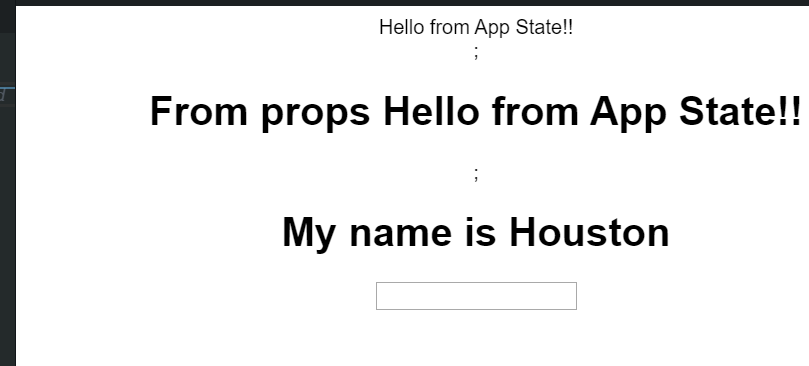 Hello from App State!!
;
From props Hello from App State!!
;
My name is Houston